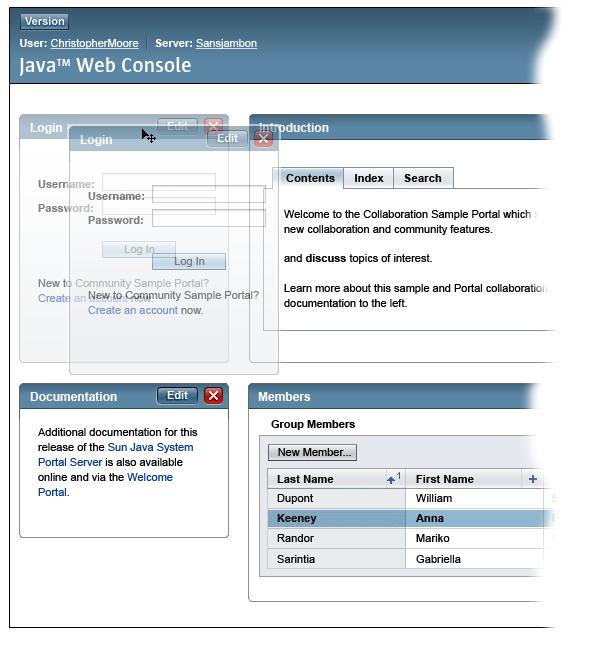 Version
User: ChristopherMoore Server: Sansjambon
Java™ Web Console
Login Edit
Login Edit
Introduction
Username:
Password:
Log In
New to Community Sample Portal?
Create an account now.
Username:
Password:
Log In
New to Community Sample Portal?
Create an account now.
Contents Index Search
Welcome to the Collaboration Sample Portal which
new collaboration and community features.
and discuss topics of interest.
Learn more about this sample and Portal collaboration
documentation to the left.
Documentation Edit
Additional documentation for this
release of the Sun Java System
Portal Server is also available
online and via the Welcome
Portal.
Members
Group Members
New Member...
Last Name 1 First Name +
Dupont William
Keeney Anna
Randor Mariko
Sarintia Gabriella